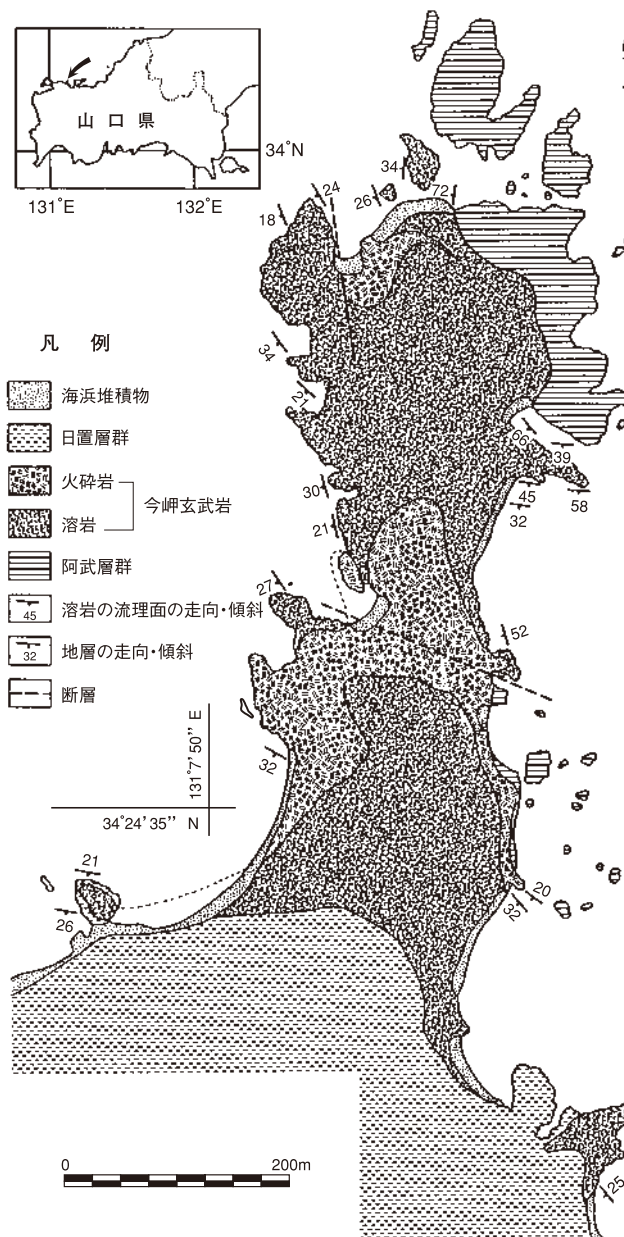 山口県
34°N
131°E
132°E
24
34
26
72
18
34
21
66
39
45
58
30
32
21
27
52
32
凡 例
海浜堆積物
日置層群
火砕岩
溶岩
今岬玄武岩
阿武層群
45 溶岩の流理面の走向・傾斜
32 地層の走向・傾斜
断層
131°7'50" E
34°24'35" N
21
26
20
32
25
0 200m